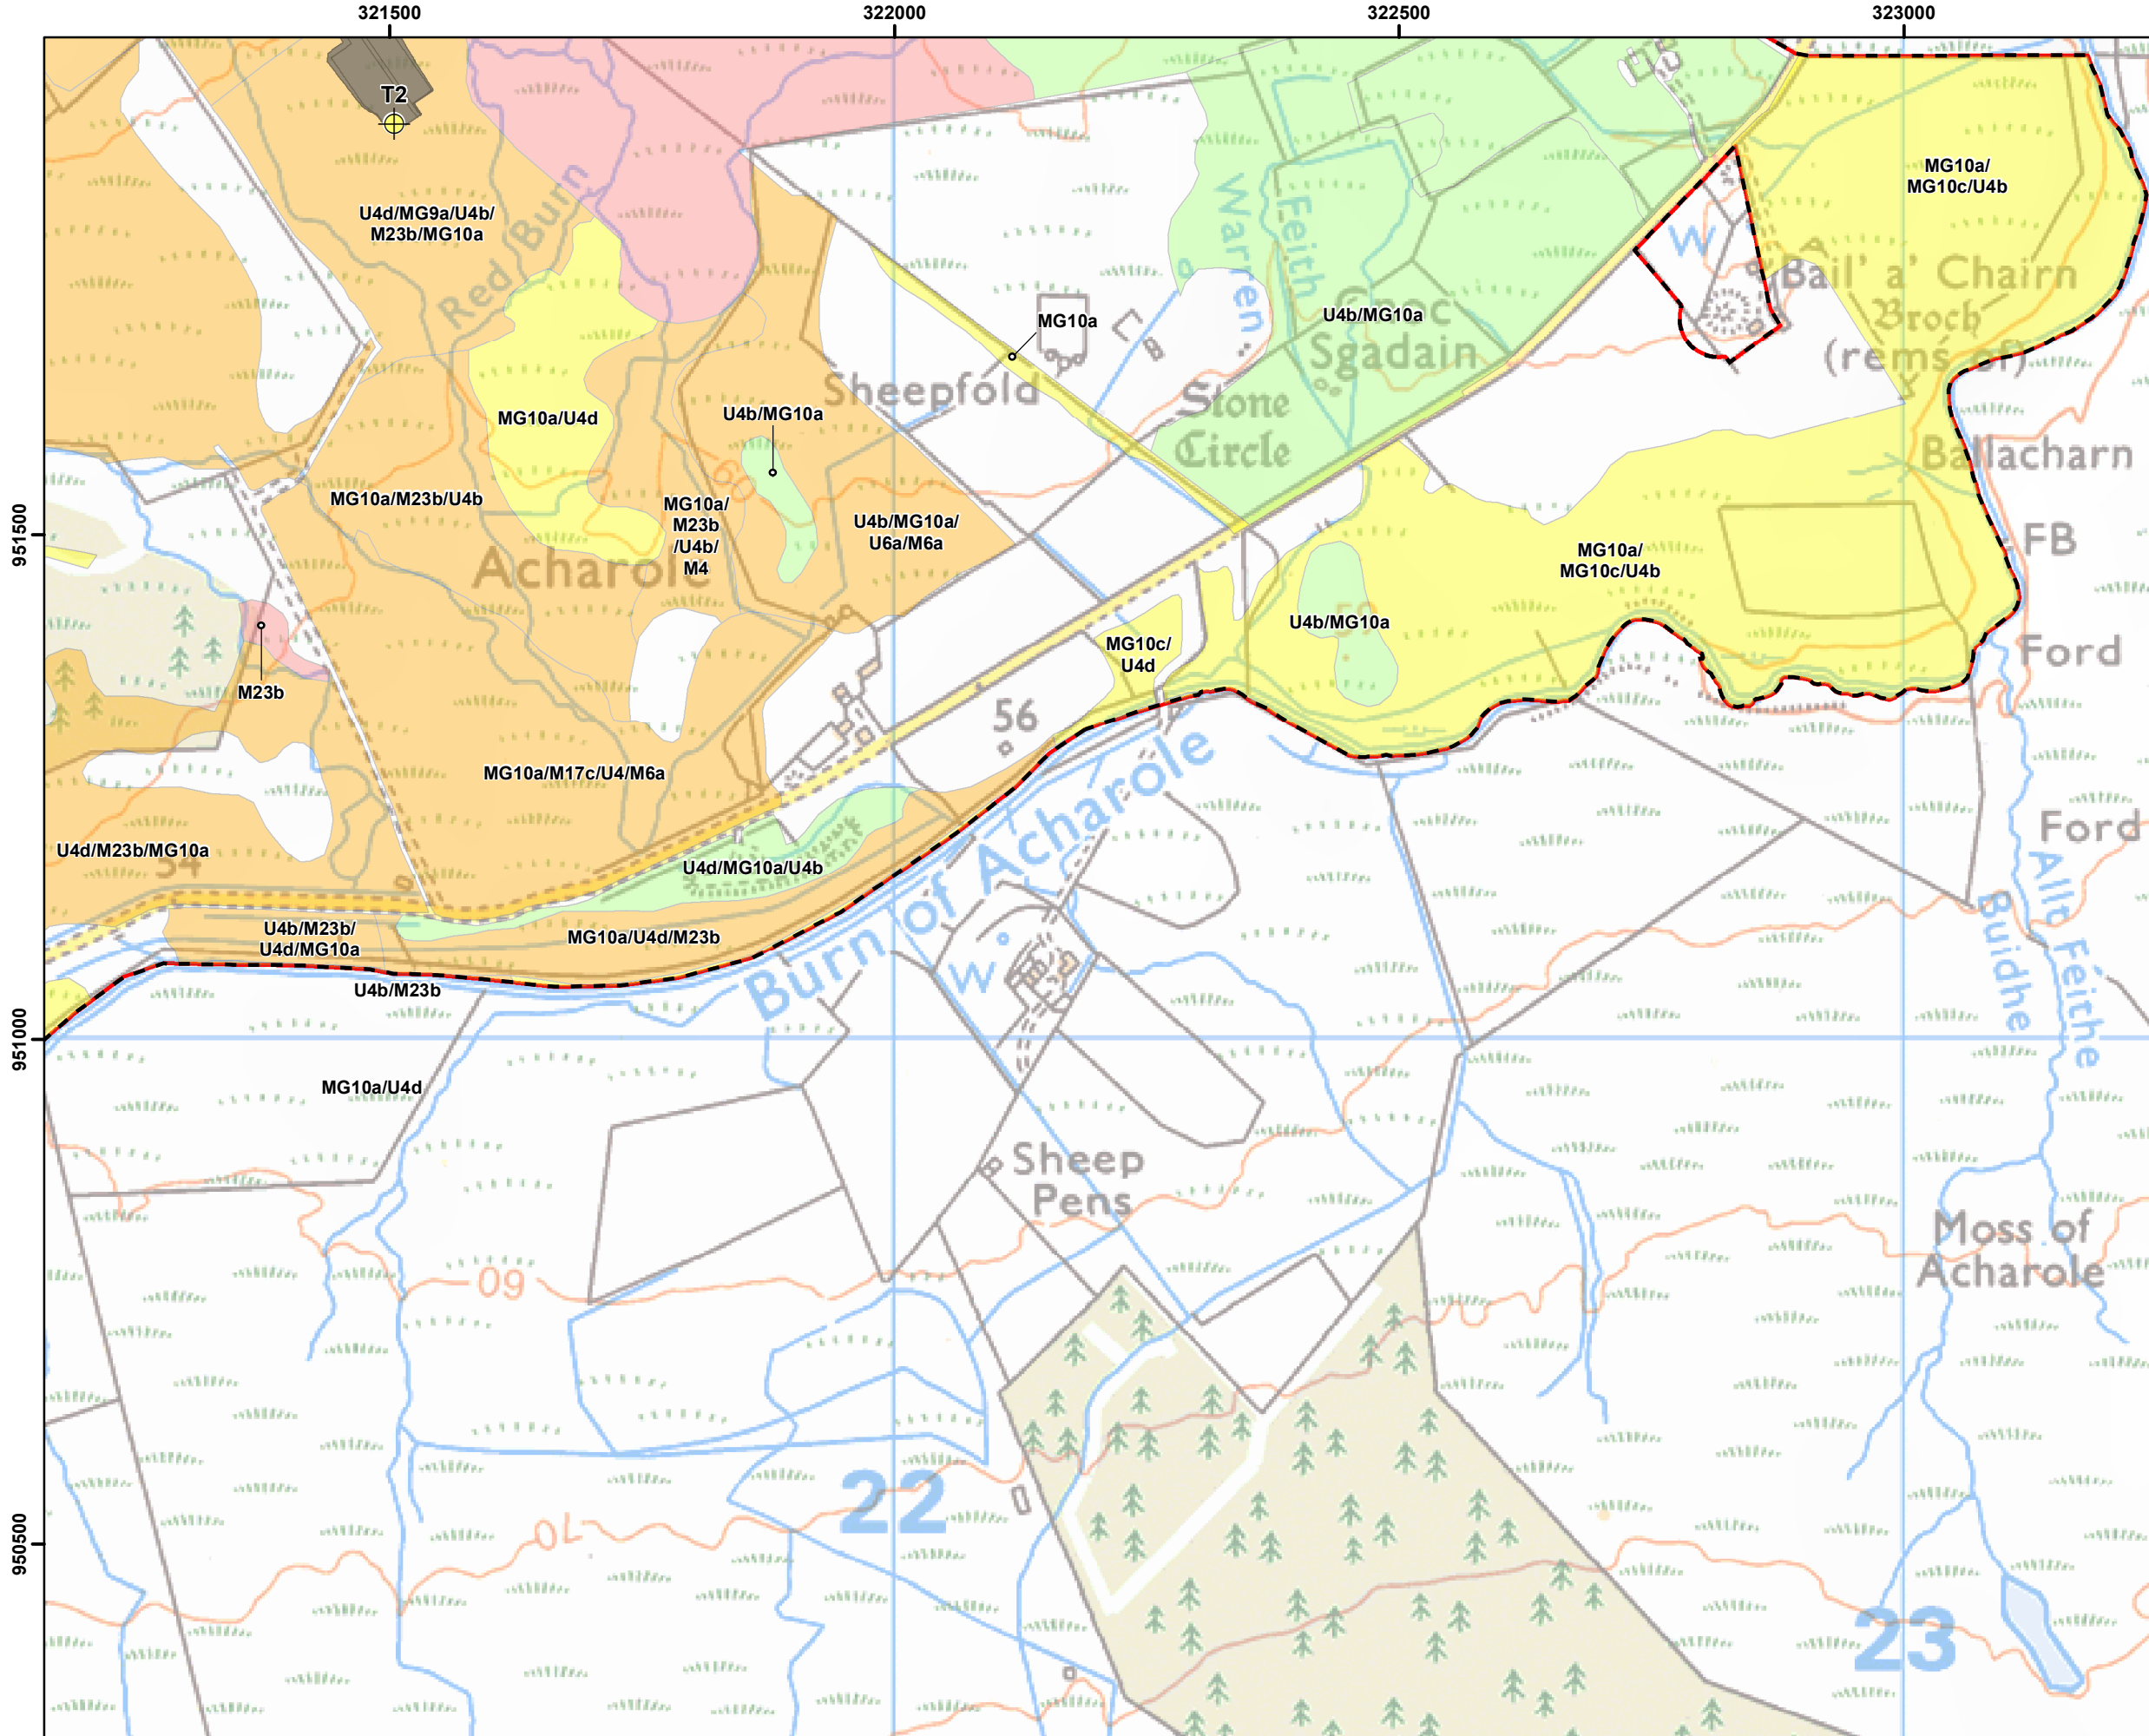 321500
322000
322500
323000
951500
951000
950500
T2
U4d/MG9a/U4b/
M23b/MG10a
Red Burn
MG10a/U4d
MG10a/M23b/U4b
M23b
Acharole
MG10a/
M23b
/U4b/
M4
60
U4b/MG10a
U4b/MG10a/
U6a/M6a
MG10a
Sheepfold
Warren
Feith
Stone
Circle
Cnoc
Sgadain
U4b/MG10a
W
MG10a/
MG10c/U4b
Bail' a' Chairn
Broch
(rems of)
Ballacharn
FB
Ford
Ford
MG10a/
MG10c/U4b
59
U4b/MG10a
MG10c/
U4d
56
MG10a/M17c/U4/M6a
U4d/M23b/MG10a
54
U4d/MG10a/U4b
U4b/M23b/
U4d/MG10a
MG10a/U4d/M23b
U4b/M23b
Burn of Acharole
W
MG10a/U4d
Allt Feithe
Buidhe
Sheep
Pens
Moss of
Acharole
60
70
22
23